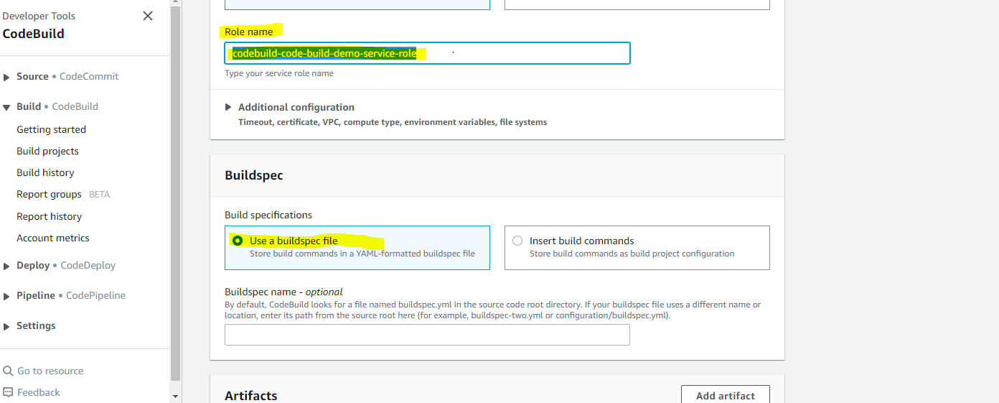 Developer Tools
CodeBuild
Source • CodeCommit
Build • CodeBuild
Getting started
Build projects
Build history
Report groups BETA
Report history
Account metrics
Deploy • CodeDeploy
Pipeline • CodePipeline
Settings
Go to resource
Feedback
Role name
codebuild-code-build-demo-service-role
Type your service role name
Additional configuration
Timeout, certificate, VPC, compute type, environment variables, file systems
Buildspec
Build specifications
Use a buildspec file
Store build commands in a YAML-formatted buildspec file
Insert build commands
Store build commands as build project configuration
Buildspec name - optional
By default, CodeBuild looks for a file named buildspec.yml in the source code root directory. If your buildspec file uses a different name or
location, enter its path from the source root here (for example, buildspec-two.yml or configuration/buildspec.yml).
Artifacts
Add artifact